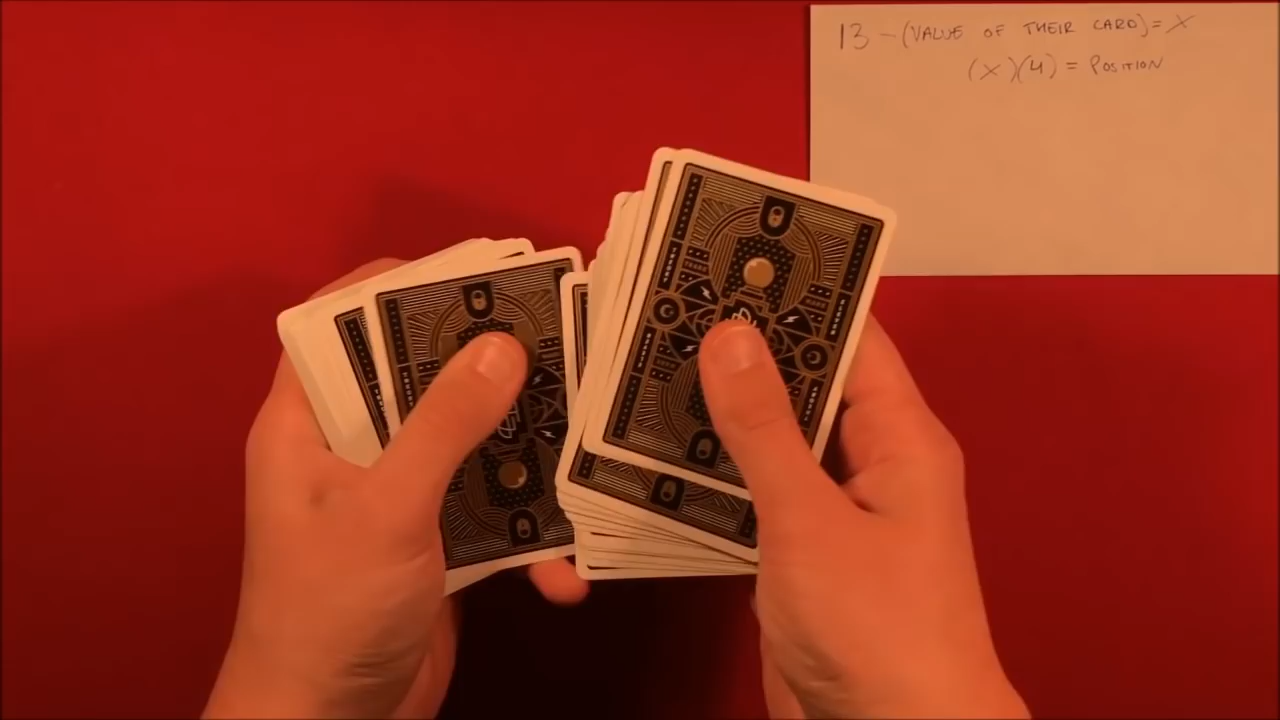 13 - (VALUE OF THEIR CARD) = X
(X)(4) = POSITION